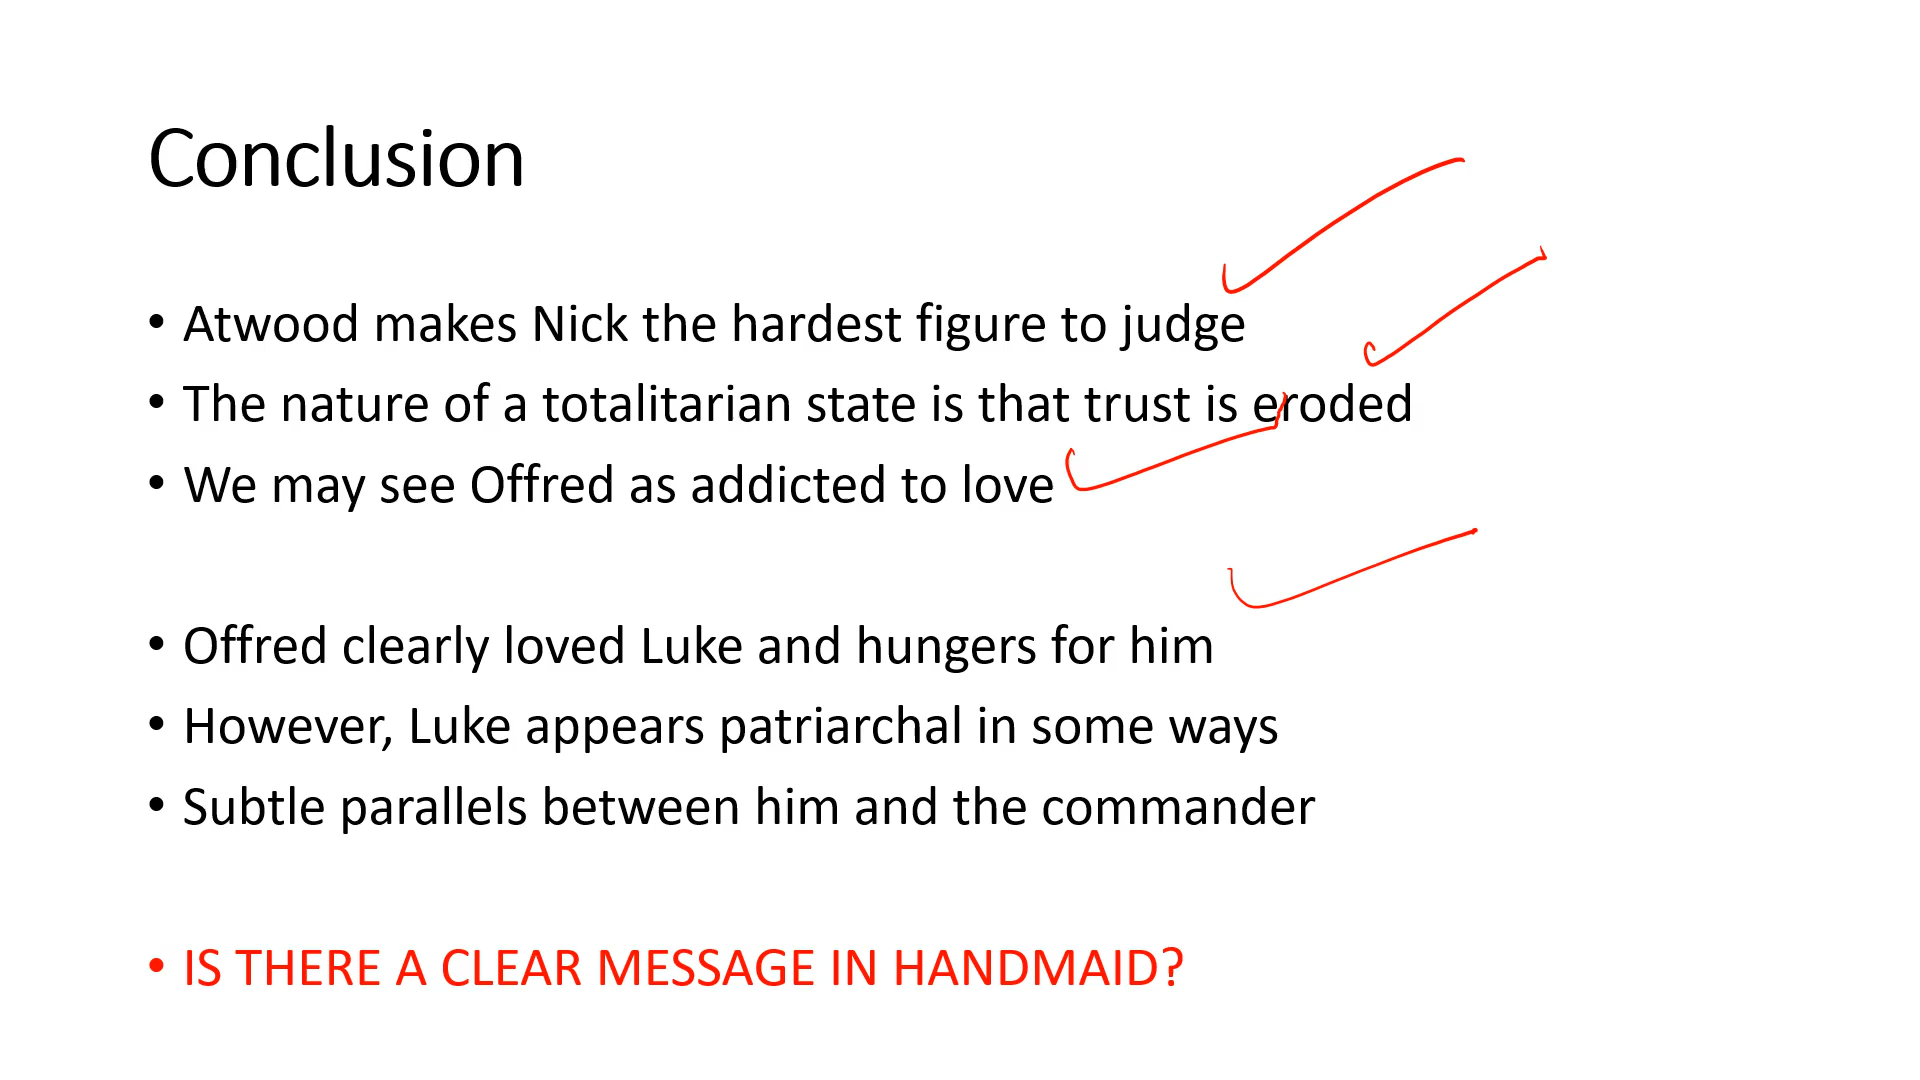 Conclusion
• Atwood makes Nick the hardest figure to judge
• The nature of a totalitarian state is that trust is eroded
• We may see Offred as addicted to love
• Offred clearly loved Luke and hungers for him
• However, Luke appears patriarchal in some ways
• Subtle parallels between him and the commander
• IS THERE A CLEAR MESSAGE IN HANDMAID?